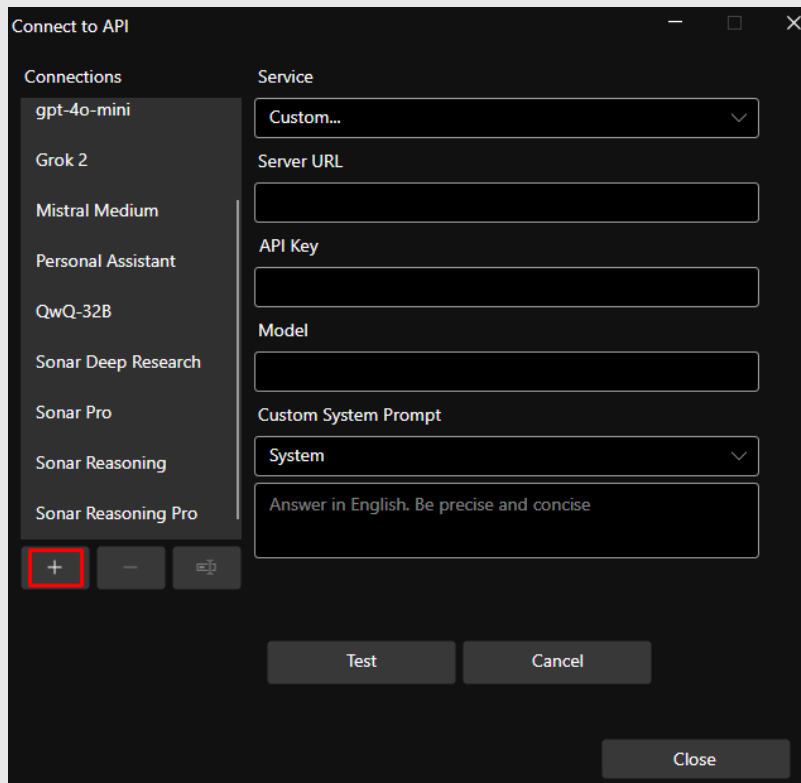 Connect to API
Connections
gpt-4o-mini
Grok 2
Mistral Medium
Personal Assistant
QwQ-32B
Sonar Deep Research
Sonar Pro
Sonar Reasoning
Sonar Reasoning Pro
Service
Custom...
Server URL
API Key
Model
Custom System Prompt
System
Answer in English. Be precise and concise
Test
Cancel
Close